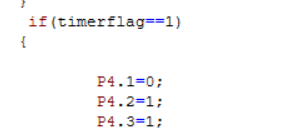 }
if(timerflag==1)
{
P4.1=0;
P4.2=1;
P4.3=1;